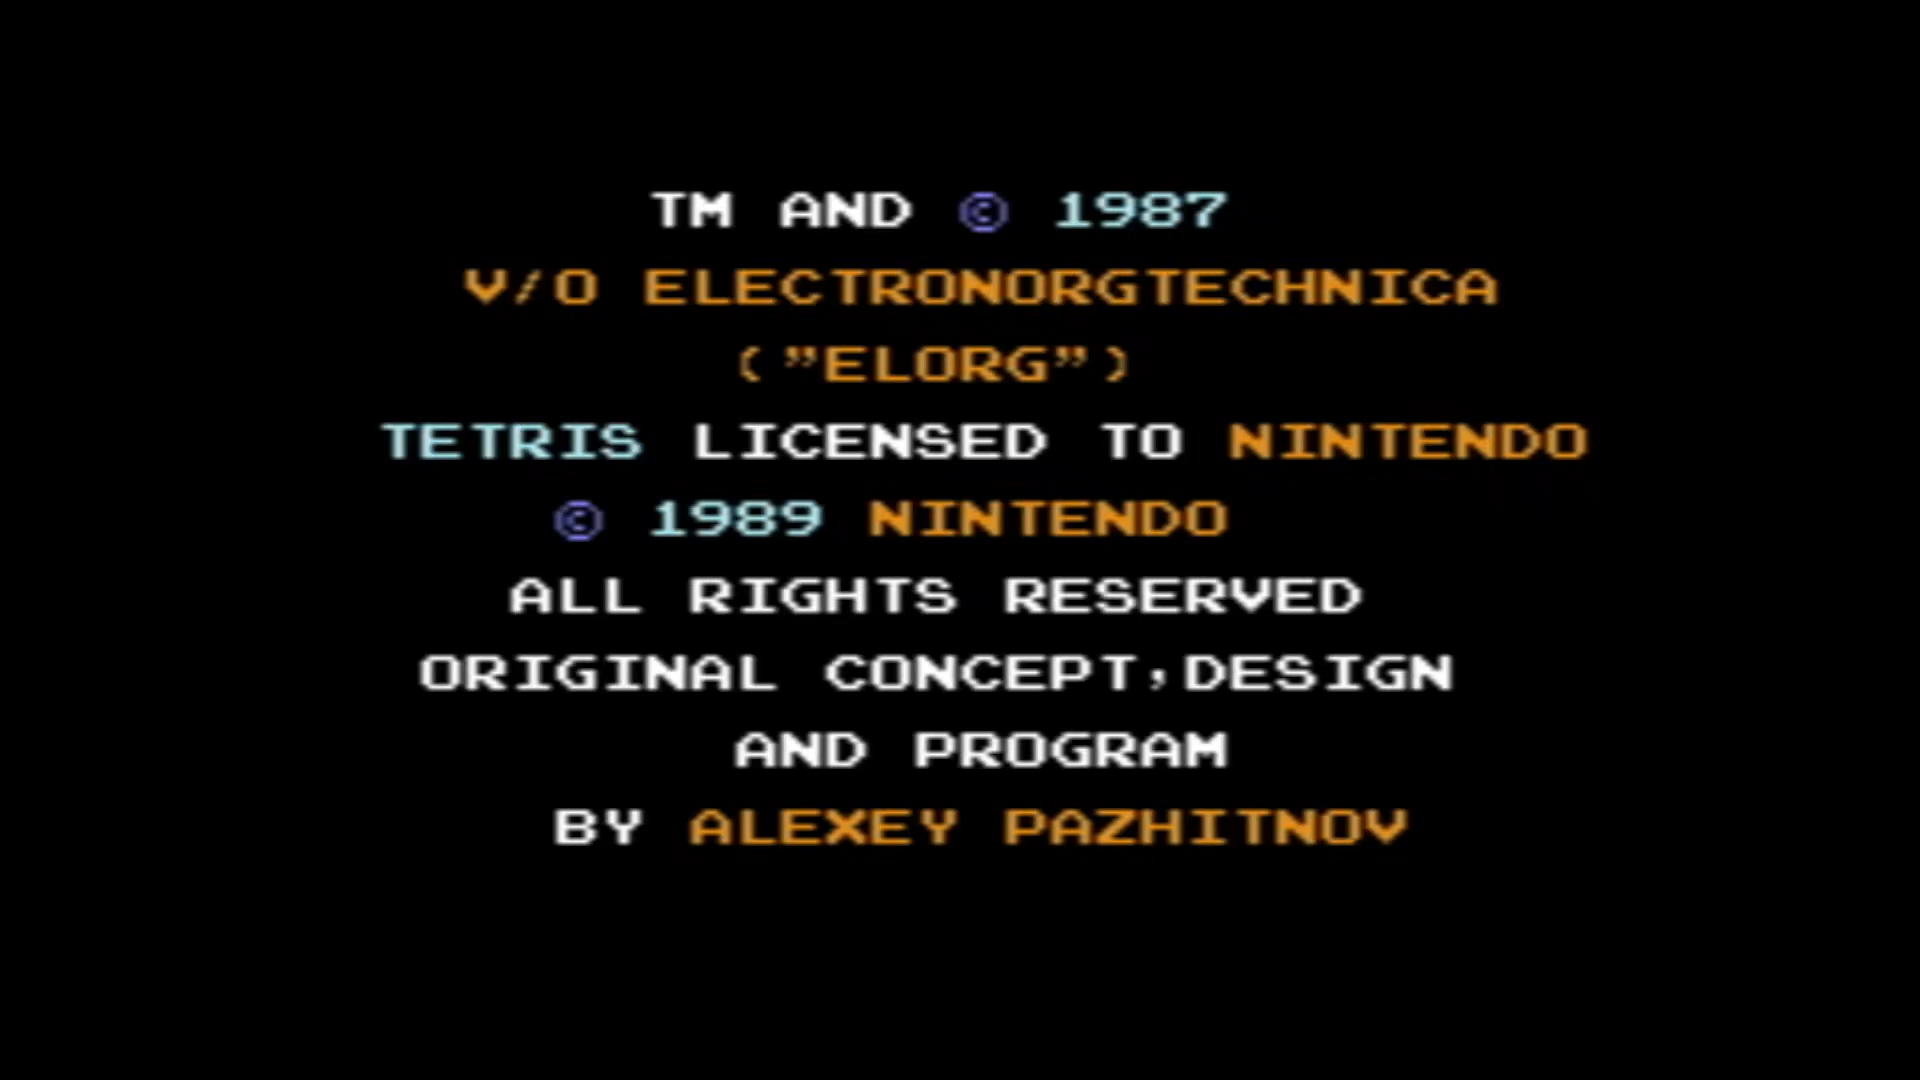 TM AND © 1987
V/O ELECTRONORGTECHNICA
("ELORG")
TETRIS LICENSED TO NINTENDO
© 1989 NINTENDO
ALL RIGHTS RESERVED
ORIGINAL CONCEPT,DESIGN
AND PROGRAM
BY ALEXEY PAZHITNOV